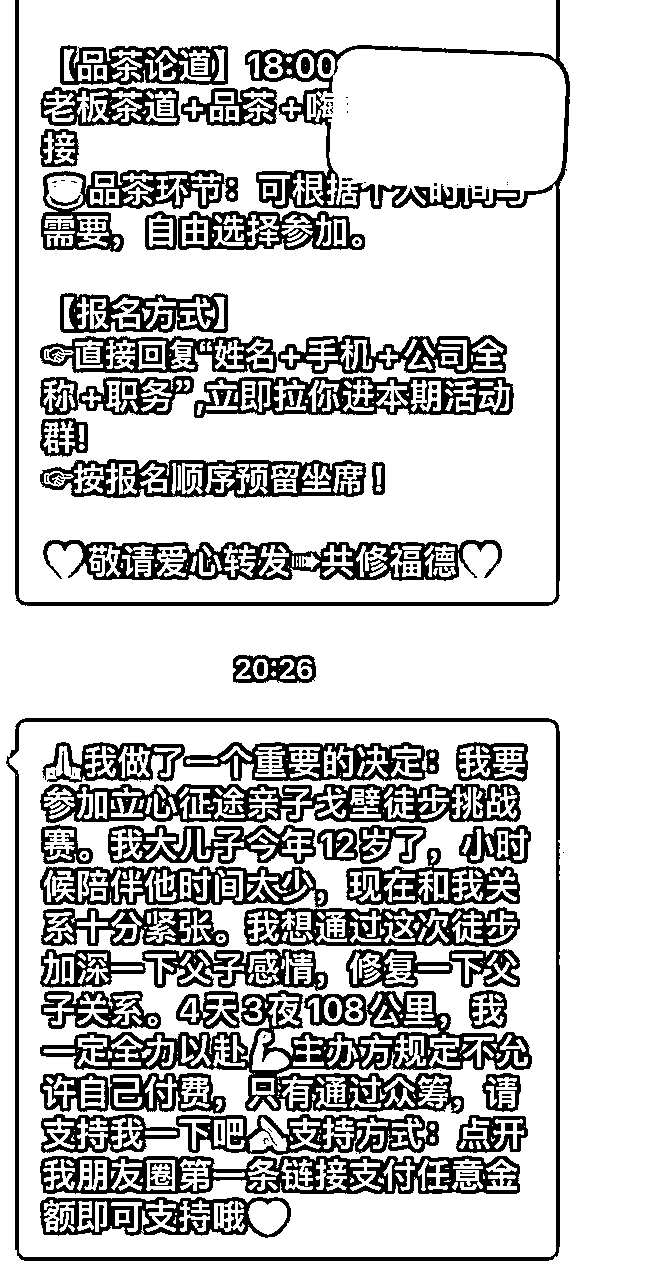 【品茶论道】18:00
老板茶道+品茶+嗨
接
🍵品茶环节：可根据个人时间与
需要，自由选择参加。
【报名方式】
👉直接回复“姓名+手机+公司全
称+职务”,立即拉你进本期活动
群!
👉按报名顺序预留坐席！
♥敬请爱心转发➡共修福德♥
20:26
🙏我做了一个重要的决定：我要
参加立心征途亲子戈壁徒步挑战
赛。我大儿子今年12岁了，小时
候陪伴他时间太少，现在和我关
系十分紧张。我想通过这次徒步
加深一下父子感情，修复一下父
子关系。4天3夜108公里，我
一定全力以赴💪主办方规定不允
许自己付费，只有通过众筹，请
支持我一下吧🙏支持方式：点开
我朋友圈第一条链接支付任意金
额即可支持哦♥